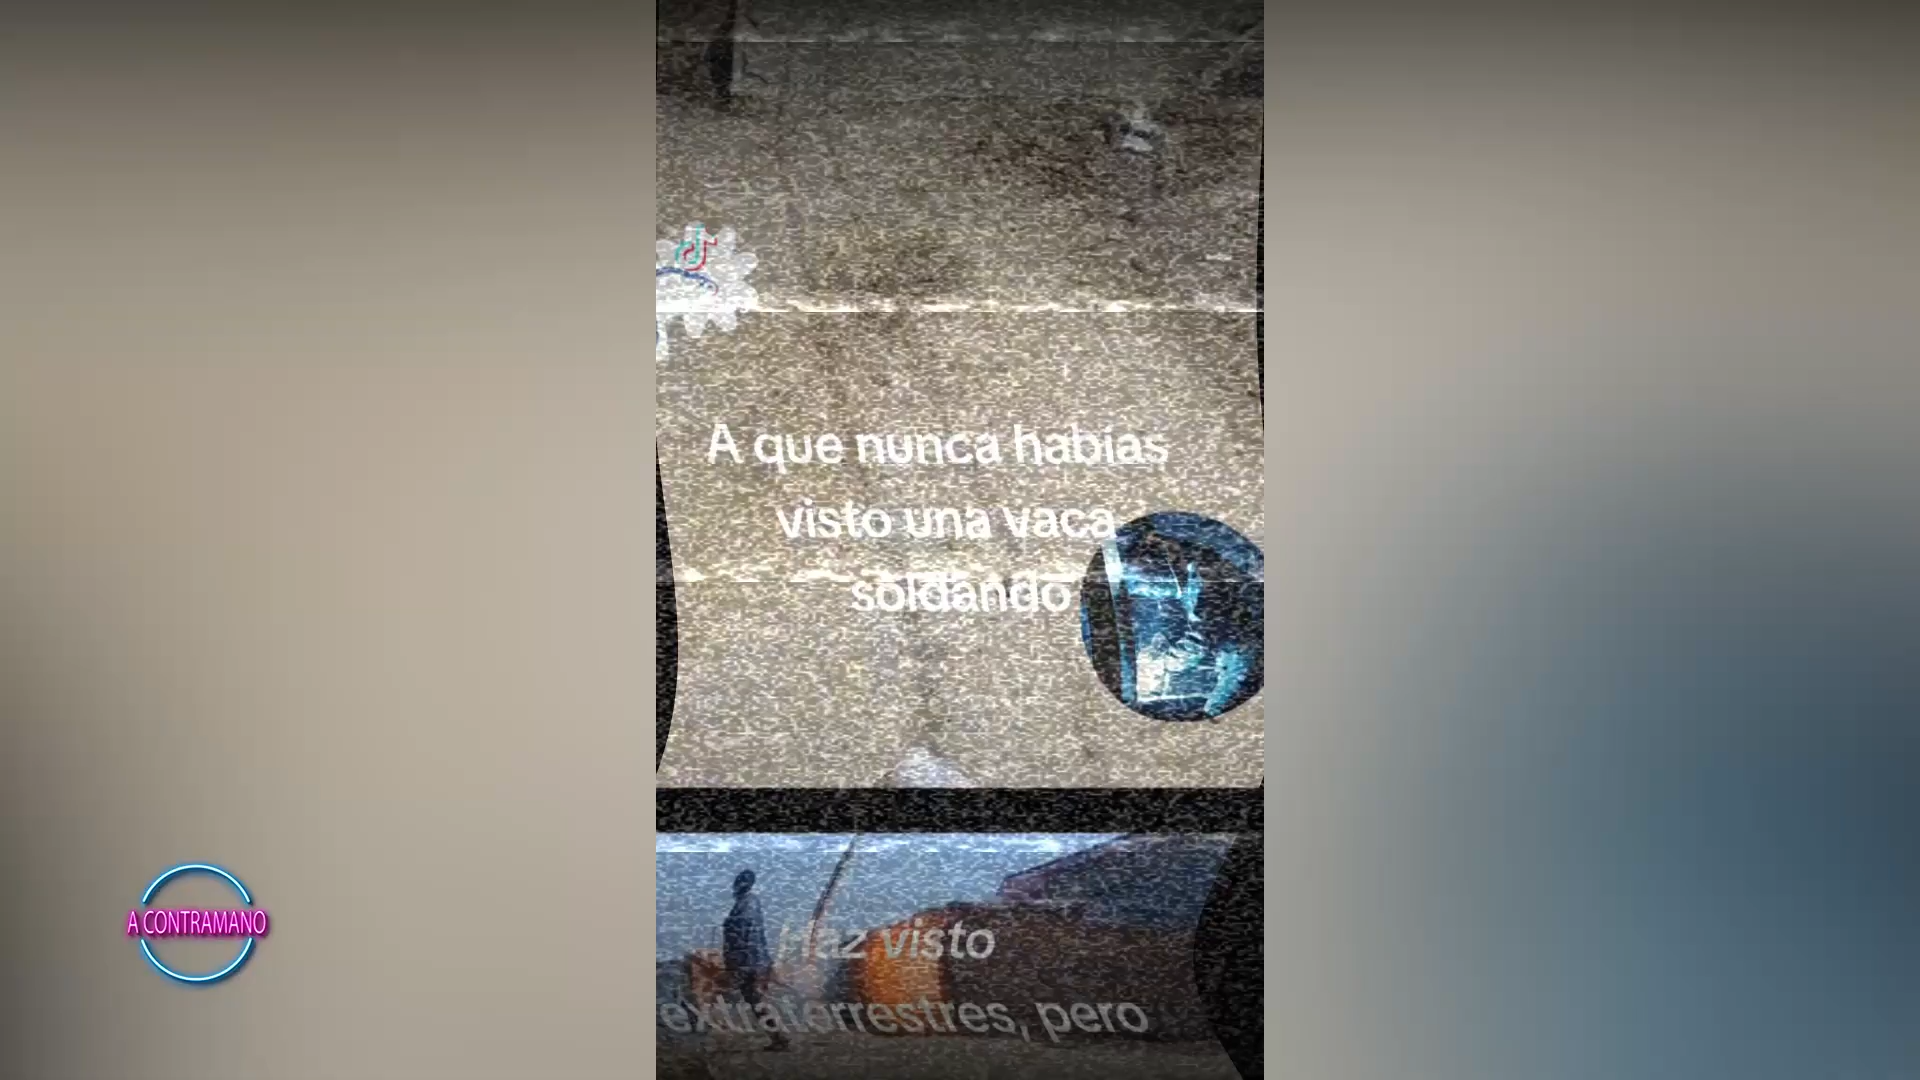 A que nunca habías
visto una vaca
soldando
Haz visto
extraterrestres, pero
A CONTRAMANO